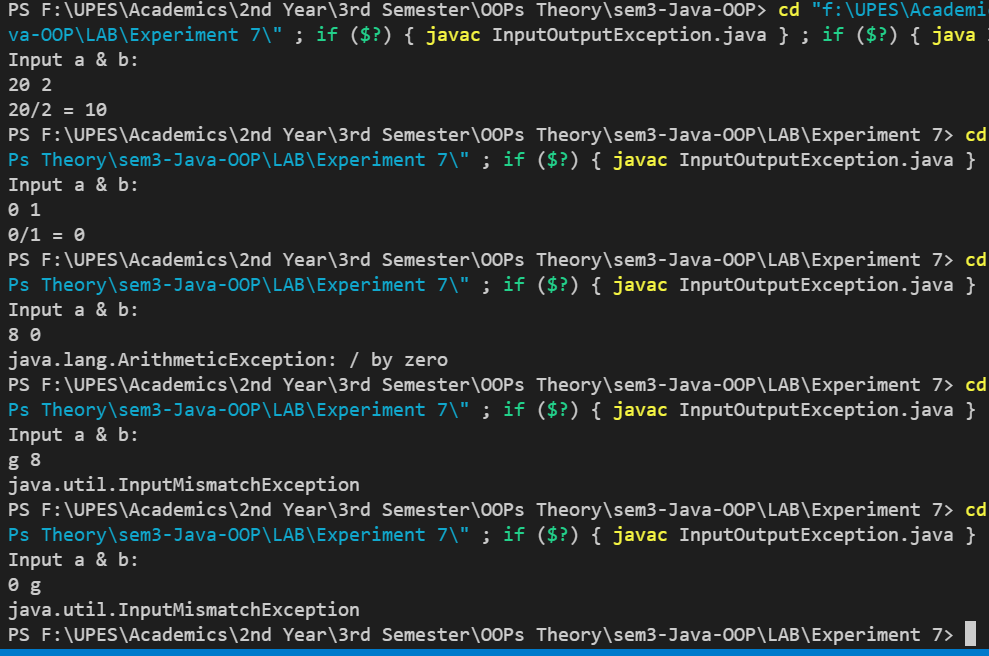 PS F:\UPES\Academics\2nd Year\3rd Semester\OOPs Theory\sem3-Java-OOP> cd "f:\UPES\Academi
va-OOP\LAB\Experiment 7\" ; if ($?) { javac InputOutputException.java } ; if ($?) { java
Input a & b:
20 2
20/2 = 10
PS F:\UPES\Academics\2nd Year\3rd Semester\OOPs Theory\sem3-Java-OOP\LAB\Experiment 7> cd
Ps Theory\sem3-Java-OOP\LAB\Experiment 7\" ; if ($?) { javac InputOutputException.java }
Input a & b:
0 1
0/1 = 0
PS F:\UPES\Academics\2nd Year\3rd Semester\OOPs Theory\sem3-Java-OOP\LAB\Experiment 7> cd
Ps Theory\sem3-Java-OOP\LAB\Experiment 7\" ; if ($?) { javac InputOutputException.java }
Input a & b:
8 0
java.lang.ArithmeticException: / by zero
PS F:\UPES\Academics\2nd Year\3rd Semester\OOPs Theory\sem3-Java-OOP\LAB\Experiment 7> cd
Ps Theory\sem3-Java-OOP\LAB\Experiment 7\" ; if ($?) { javac InputOutputException.java }
Input a & b:
g 8
java.util.InputMismatchException
PS F:\UPES\Academics\2nd Year\3rd Semester\OOPs Theory\sem3-Java-OOP\LAB\Experiment 7> cd
Ps Theory\sem3-Java-OOP\LAB\Experiment 7\" ; if ($?) { javac InputOutputException.java }
Input a & b:
0 g
java.util.InputMismatchException
PS F:\UPES\Academics\2nd Year\3rd Semester\OOPs Theory\sem3-Java-OOP\LAB\Experiment 7>